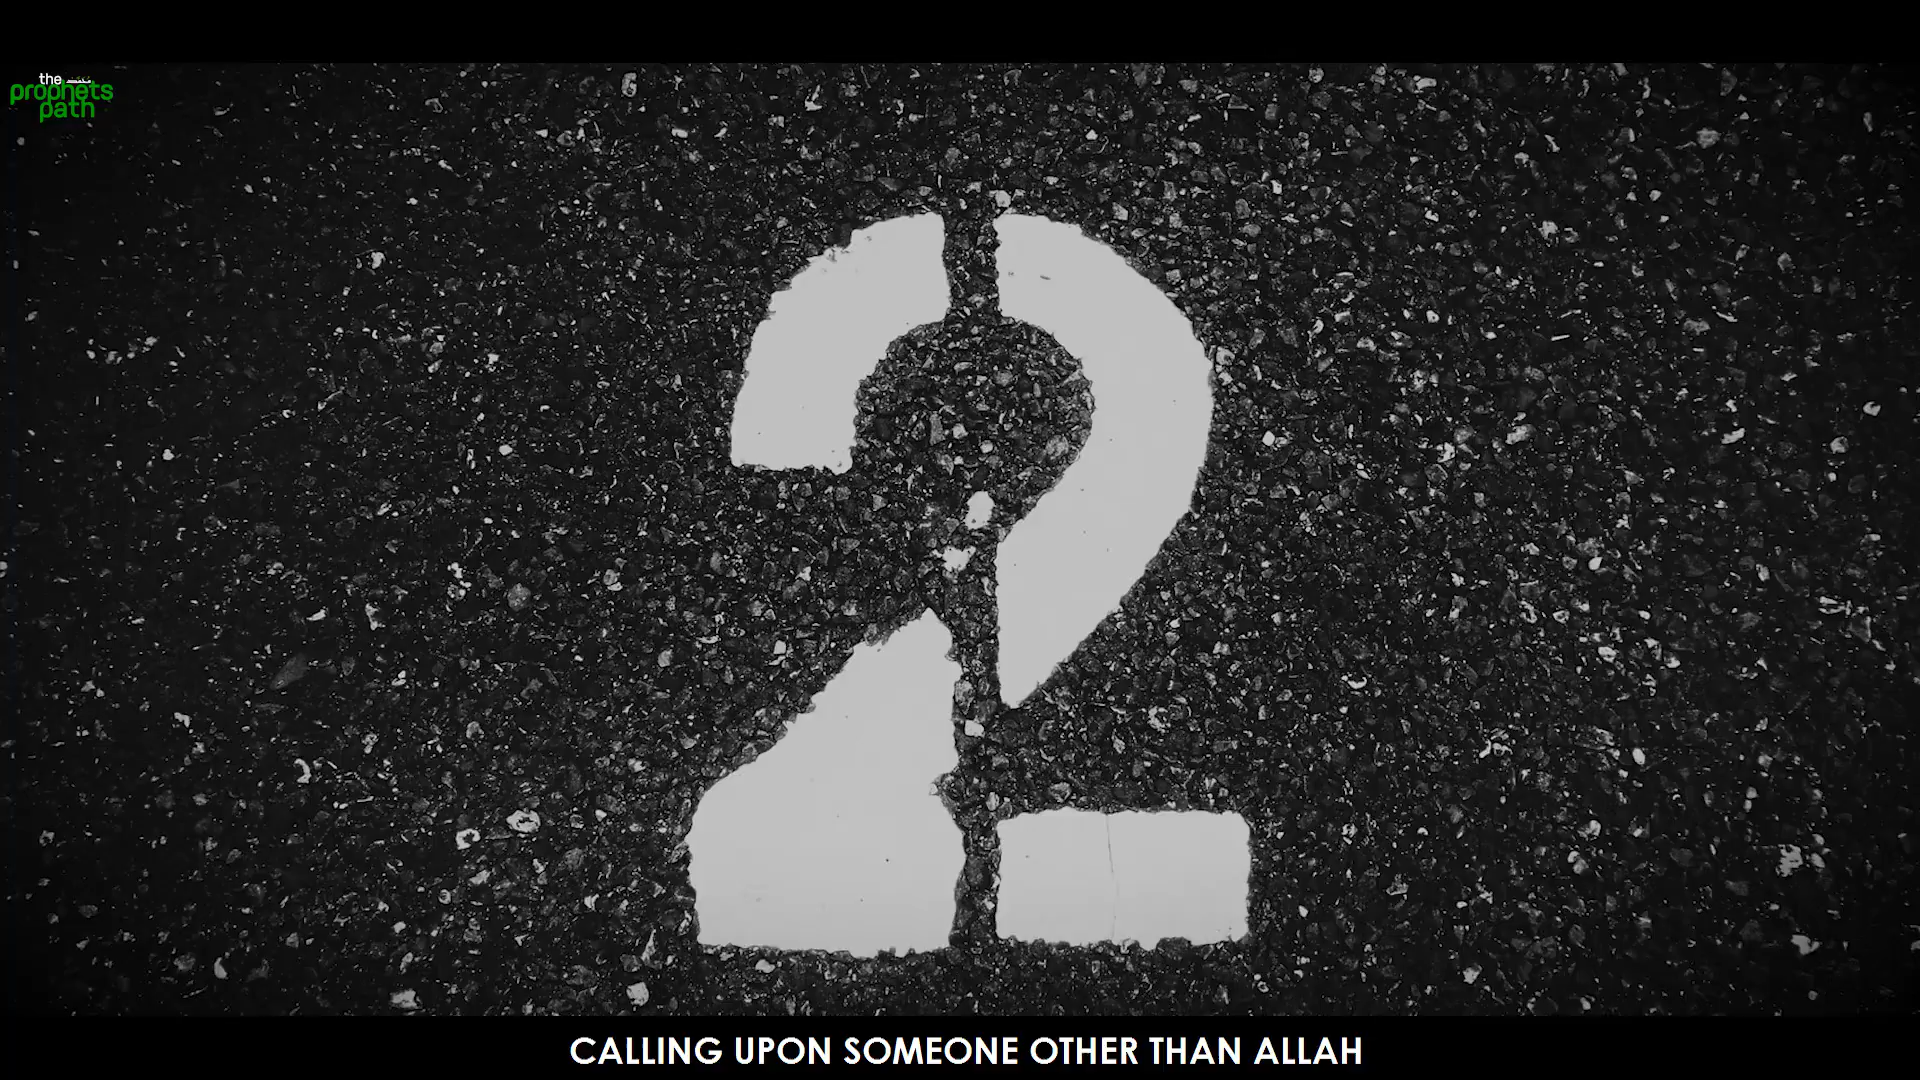 the
prophets
path
2
CALLING UPON SOMEONE OTHER THAN ALLAH